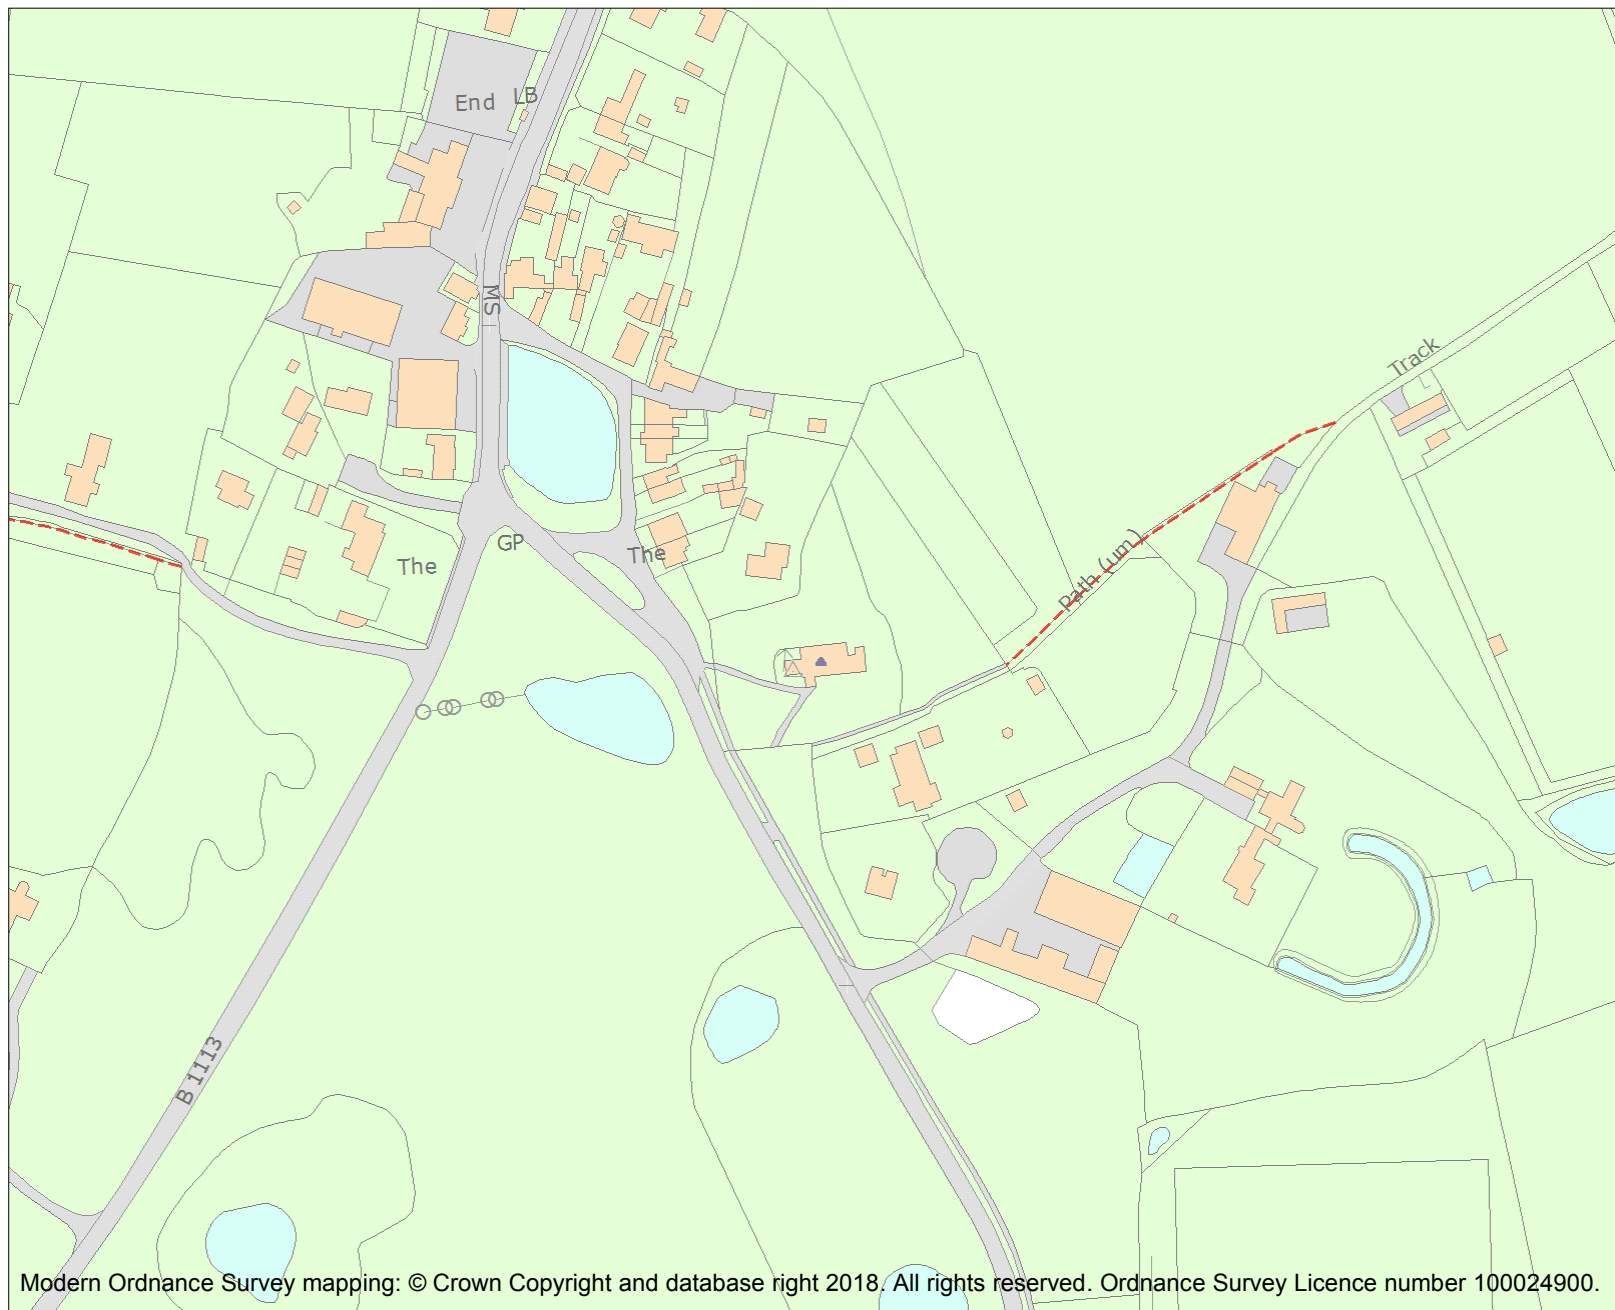 End LB
MS
Track
GP
The
The
Path (um)
B 1113
Modern Ordnance Survey mapping: © Crown Copyright and database right 2018. All rights reserved. Ordnance Survey Licence number 100024900.